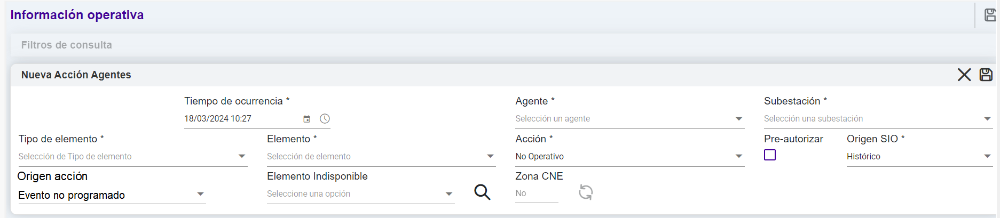 Información operativa
Filtros de consulta
Nueva Acción Agentes
Tiempo de ocurrencia * Agente * Subestación *
18/03/2024 10:27 Selección un agente Selección una subestación
Tipo de elemento * Elemento * Acción * Pre-autorizar Origen SIO *
Selección de Tipo de elemento Selección de elemento No Operativo Histórico
Origen acción Elemento Indisponible Zona CNE
Evento no programado Seleccione una opción No